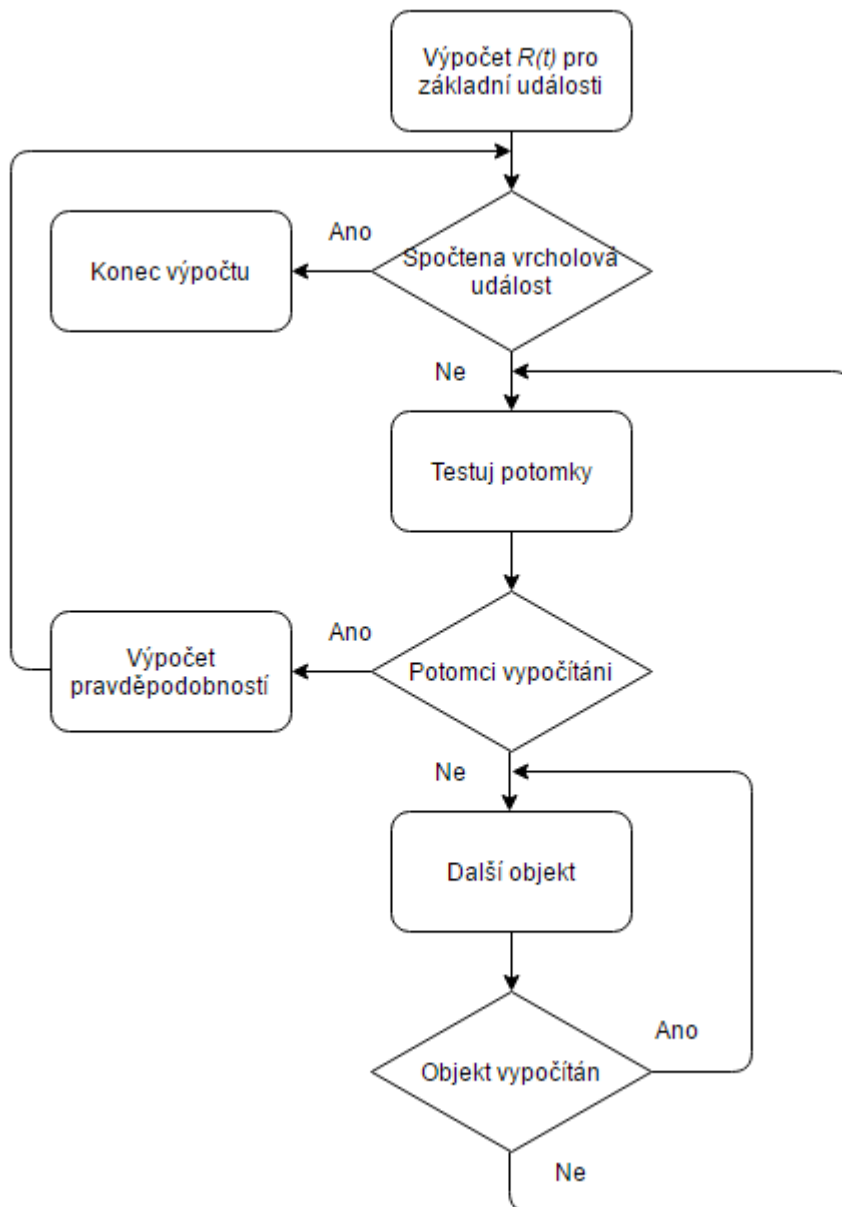 Výpočet R(t) pro
základní události
Ano
Konec výpočtu
Spočtena vrcholová
událost
Ne
Testuj potomky
Ano
Výpočet
pravděpodobností
Potomci vypočítáni
Ne
Další objekt
Ano
Objekt vypočítán
Ne